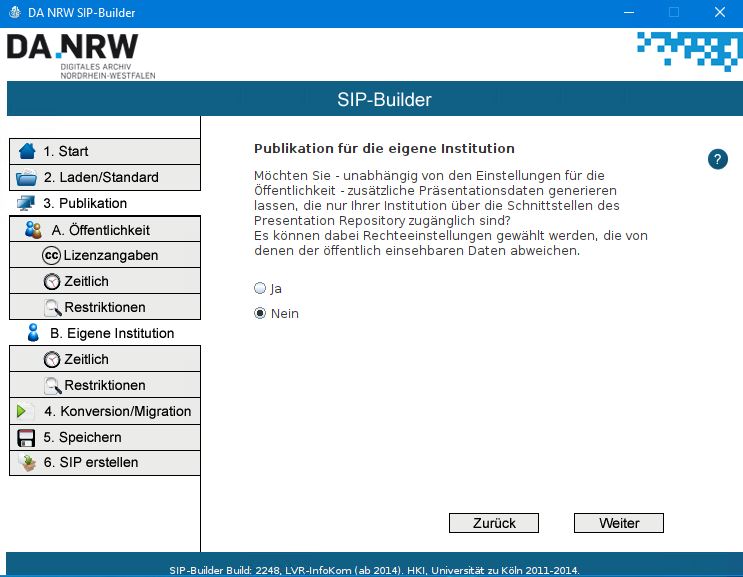 DA NRW SIP-Builder
DA.NRW
DIGITALES ARCHIV
NORDRHEIN-WESTFALEN
SIP-Builder
1. Start
2. Laden/Standard
3. Publikation
A. Öffentlichkeit
cc Lizenzangaben
Zeitlich
Restriktionen
B. Eigene Institution
Zeitlich
Restriktionen
4. Konversion/Migration
5. Speichern
6. SIP erstellen
Publikation für die eigene Institution
?
Möchten Sie - unabhängig von den Einstellungen für die
Öffentlichkeit - zusätzliche Präsentationsdaten generieren
lassen, die nur Ihrer Institution über die Schnittstellen des
Presentation Repository zugänglich sind?
Es können dabei Rechteeinstellungen gewählt werden, die von
denen der öffentlich einsehbaren Daten abweichen.
Ja
Nein
Zurück
Weiter
SIP-Builder Build: 2248, LVR-InfoKom (ab 2014). HKI, Universität zu Köln 2011-2014.